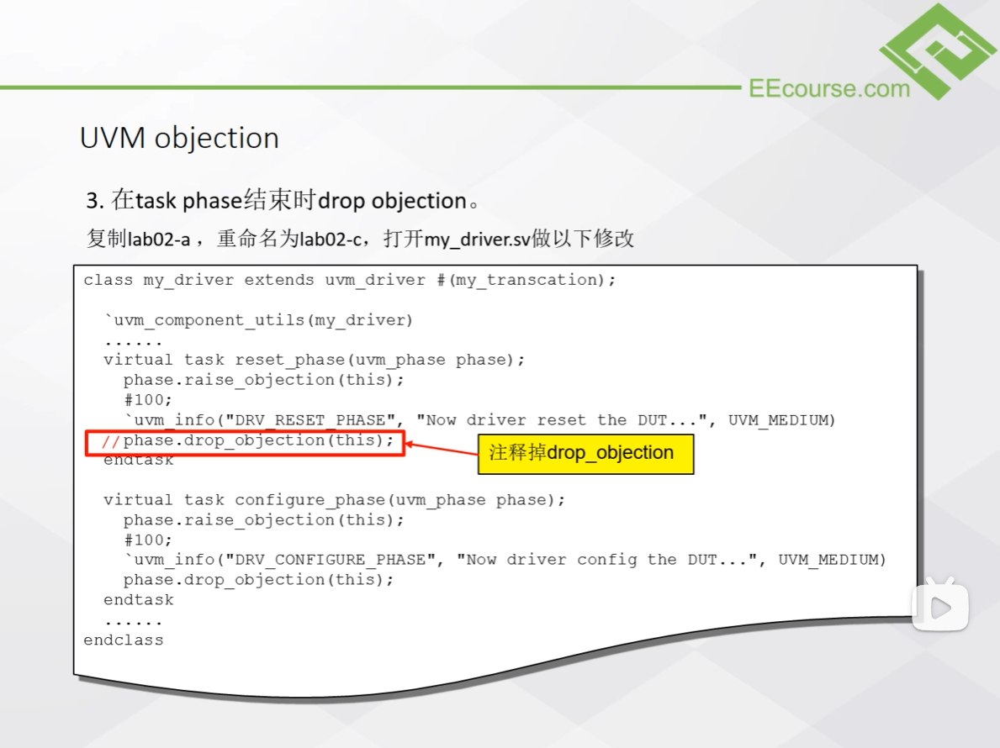 EEcourse.com
UVM objection
3. 在task phase结束时drop objection。
复制lab02-a ，重命名为lab02-c，打开my_driver.sv做以下修改
class my_driver extends uvm_driver #(my_transcation);
`uvm_component_utils(my_driver)
......
virtual task reset_phase(uvm_phase phase);
phase.raise_objection(this);
#100;
`uvm_info("DRV_RESET_PHASE", "Now driver reset the DUT...", UVM_MEDIUM)
//phase.drop_objection(this);
注释掉drop_objection
endtask
virtual task configure_phase(uvm_phase phase);
phase.raise_objection(this);
#100;
`uvm_info("DRV_CONFIGURE_PHASE", "Now driver config the DUT...", UVM_MEDIUM)
phase.drop_objection(this);
endtask
......
endclass